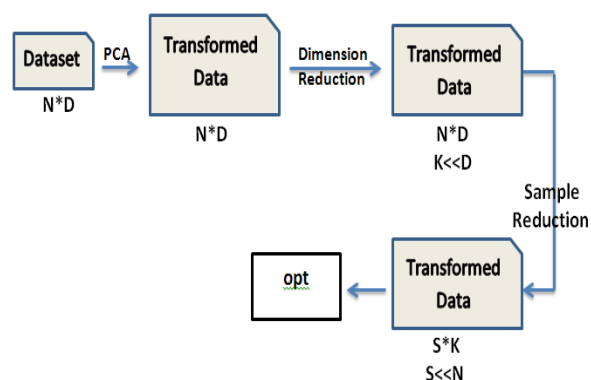 Dataset
N*D
PCA
Transformed
Data
N*D
Dimension
Reduction
Transformed
Data
N*D
K<<D
Sample
Reduction
Transformed
Data
S*K
S<<N
opt